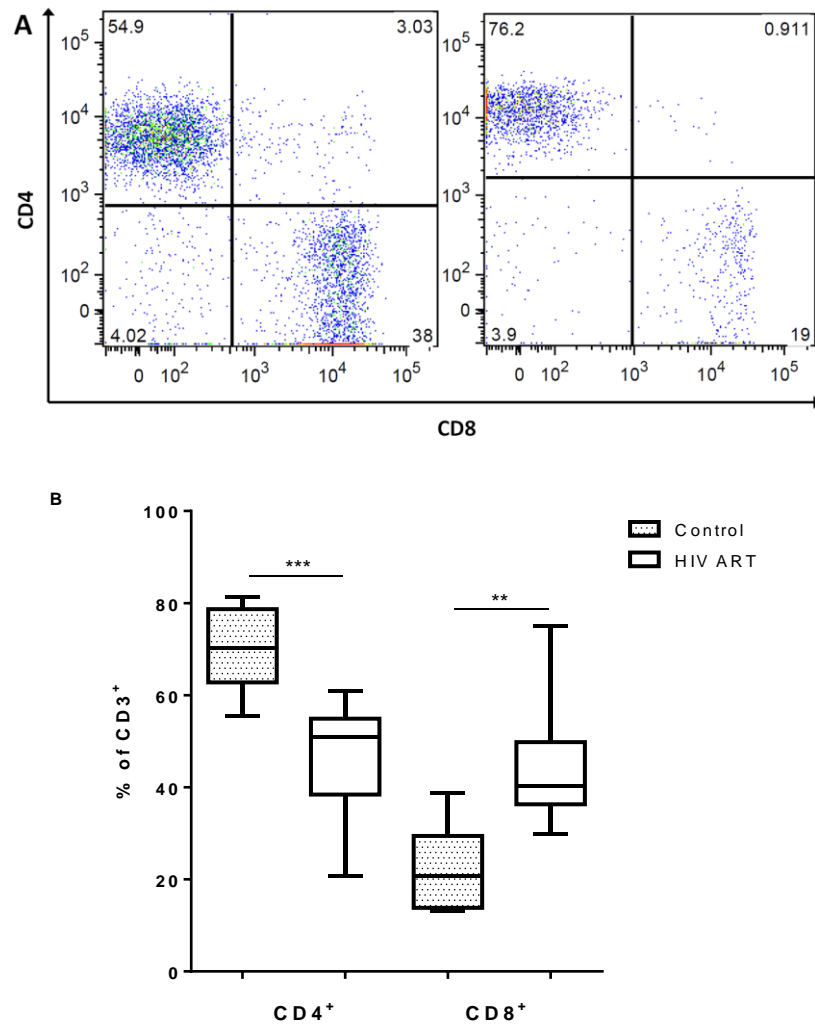 A
54.9 3.03
10⁵
10⁴
10³
10²
0
4.02 38
0 10² 10³ 10⁴ 10⁵
76.2 0.911
10⁵
10⁴
10³
10²
0
3.9 19
0 10² 10³ 10⁴ 10⁵
CD4
CD8
B
100
80
60
40
20
0
% of CD3⁺
***
**
Control
HIV ART
CD4⁺ CD8⁺